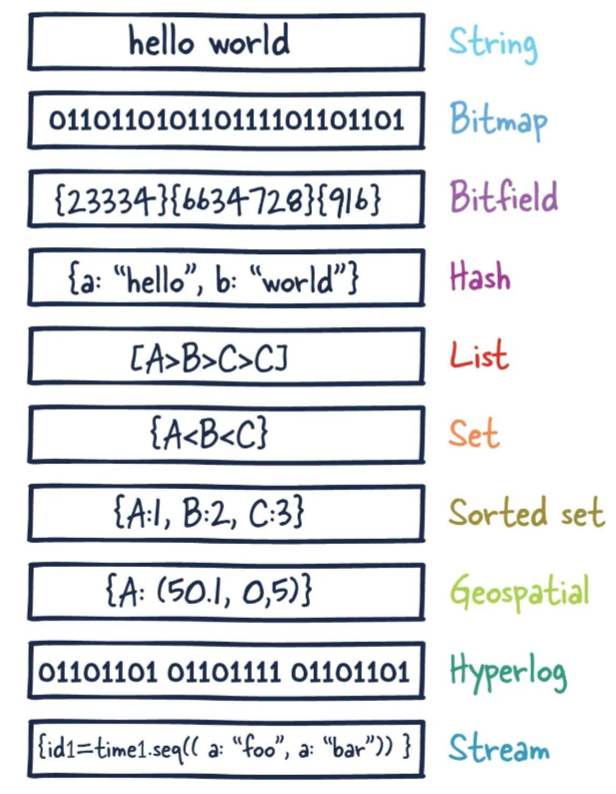 hello world String
011011010110111101101101 Bitmap
{23334}{6634728}{916} Bitfield
{a: “hello”, b: “world”} Hash
[A>B>C>C] List
{A<B<C} Set
{A:1, B:2, C:3} Sorted set
{A: (50.1, 0,5)} Geospatial
01101101 01101111 01101101 Hyperlog
{id1=time1.seq(( a: “foo”, a: “bar”)) } Stream